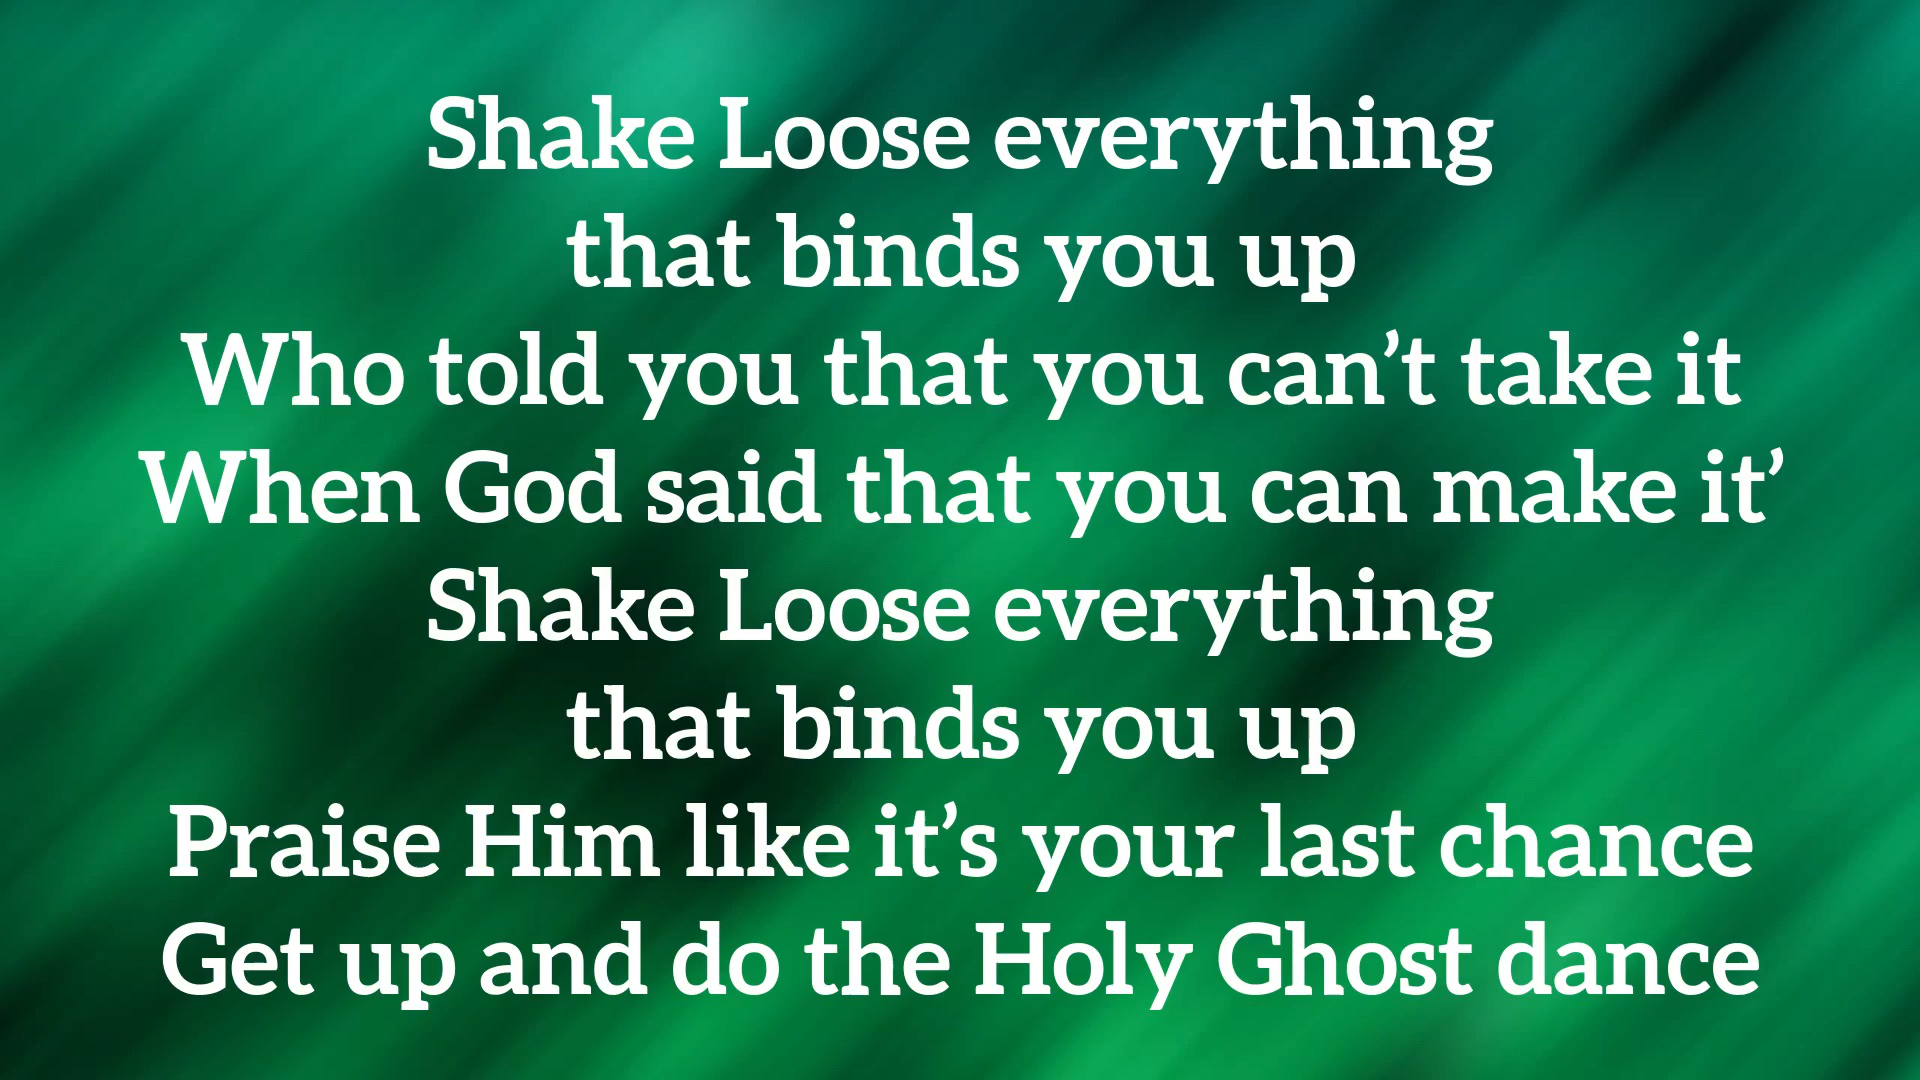 Shake Loose everything
that binds you up
Who told you that you can’t take it
When God said that you can make it’
Shake Loose everything
that binds you up
Praise Him like it’s your last chance
Get up and do the Holy Ghost dance